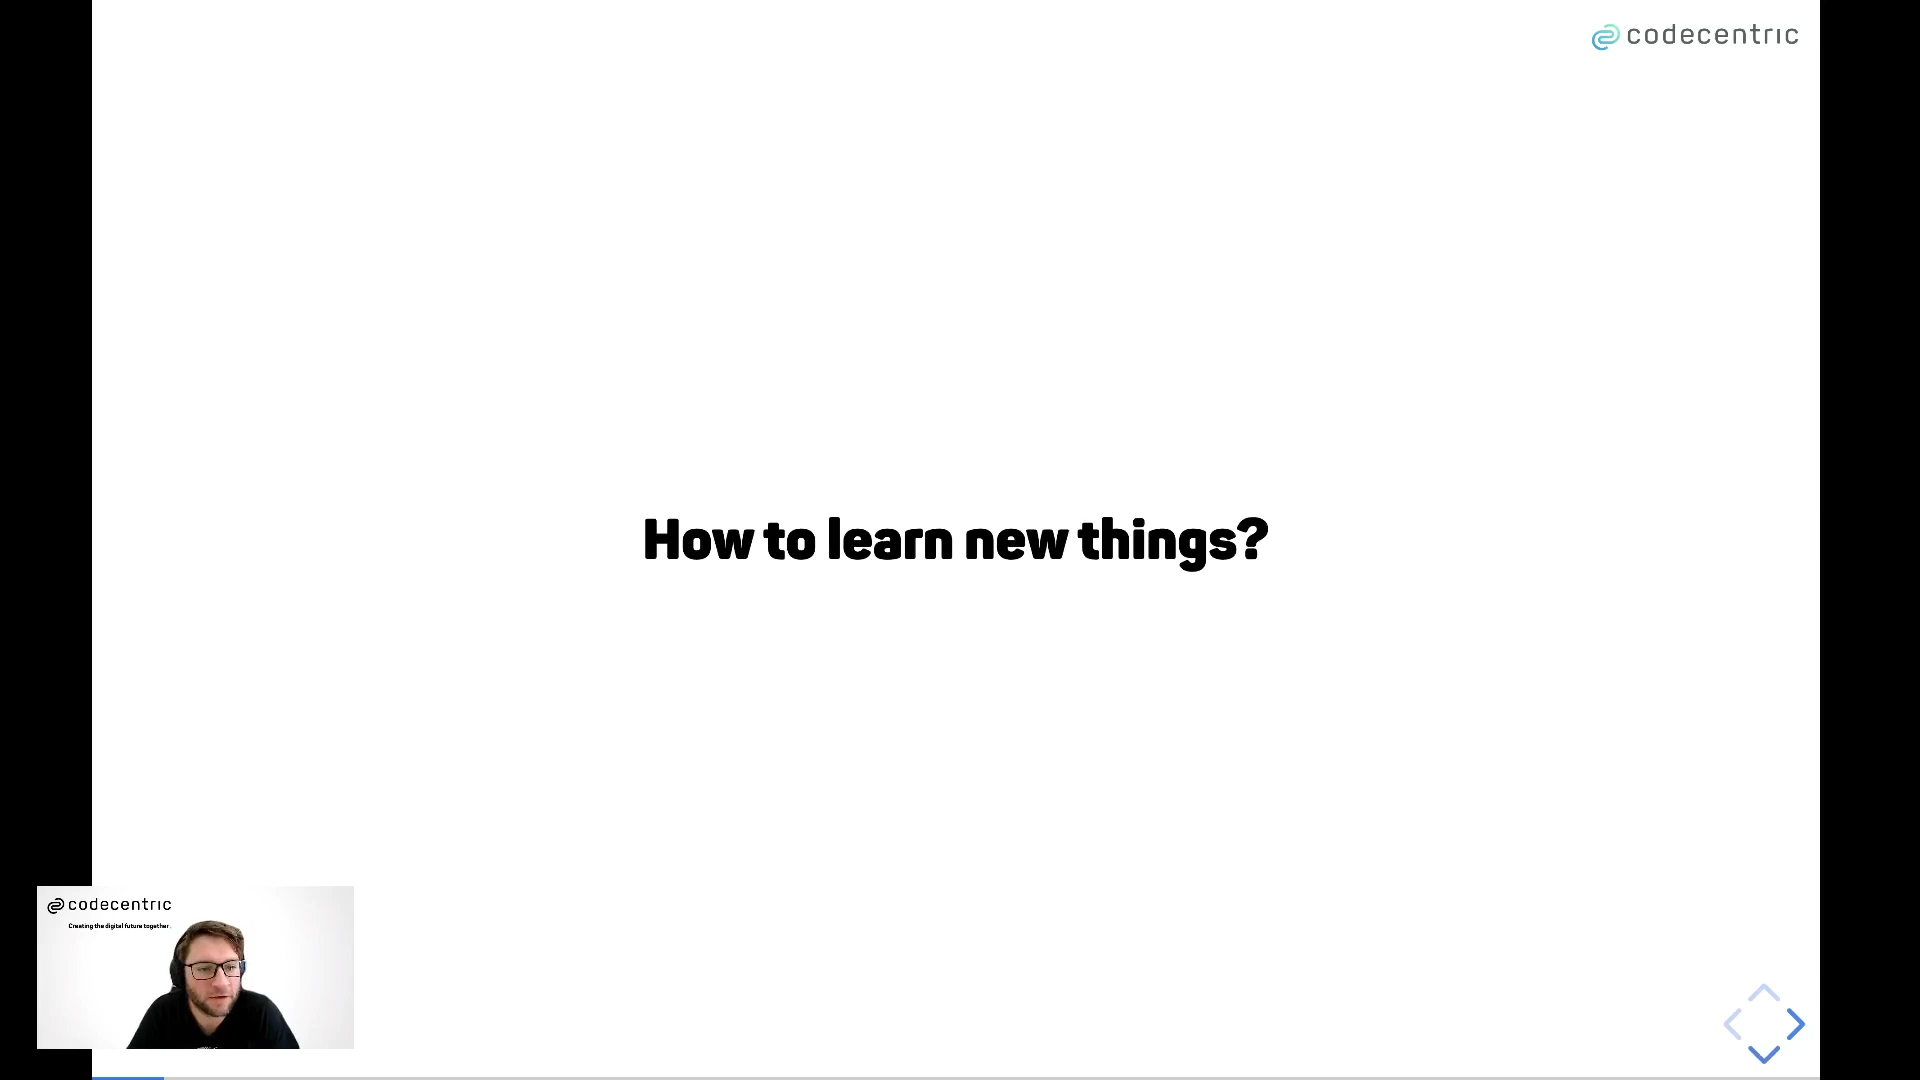 codecentric
How to learn new things?
codecentric
Creating the digital future together.